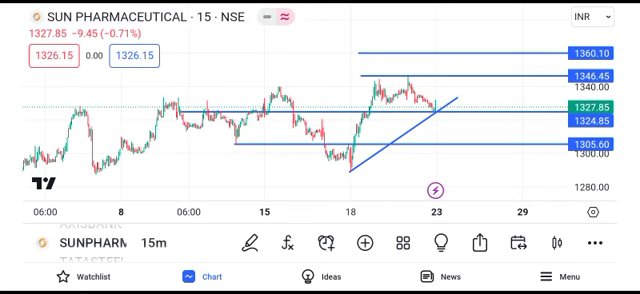 SUN PHARMACEUTICAL · 15 · NSE
INR
1327.85 −9.45 (−0.71%)
1326.15 0.00 1326.15
1360.10
1346.45
1340.00
1327.85
1324.85
1305.60
1300.00
1280.00
06:00 8 06:00 15 18 23 29
AXISBANK
SUNPHARM 15m
TATASTEEL
Watchlist Chart Ideas News Menu